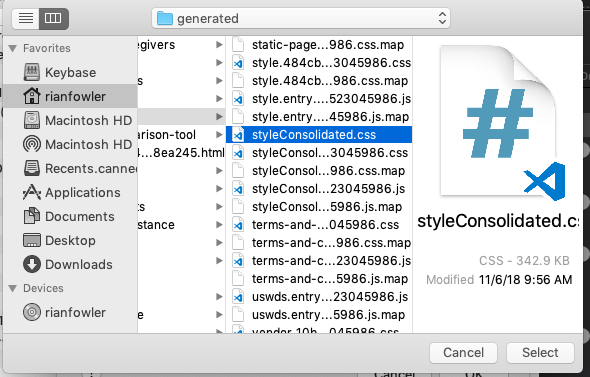 generated
Favorites
Keybase
rianfowler
Macintosh HD
Macintosh HD
Recents.canne
Applications
Documents
Desktop
Downloads
Devices
rianfowler
egivers
s
arison-tool
4...8ea245.html
ts
stance
e
static-page...986.css.map
style.484cb...3045986.css
style.484cb...986.css.map
style.entry....523045986.js
style.entry....45986.js.map
styleConsolidated.css
styleConsol...3045986.css
styleConsol...986.css.map
styleConsol...23045986.js
styleConsol...5986.js.map
terms-and-...045986.css
terms-and-c...986.css.map
terms-and-c...23045986.js
terms-and-c...5986.js.map
uswds.entry...23045986.js
uswds.entry...5986.js.map
vendor.10b...045986.css
#
styleConsolidated.cs
CSS - 342.9 KB
Modified 11/6/18 9:56 AM
Cancel
Select
Cancel
OK